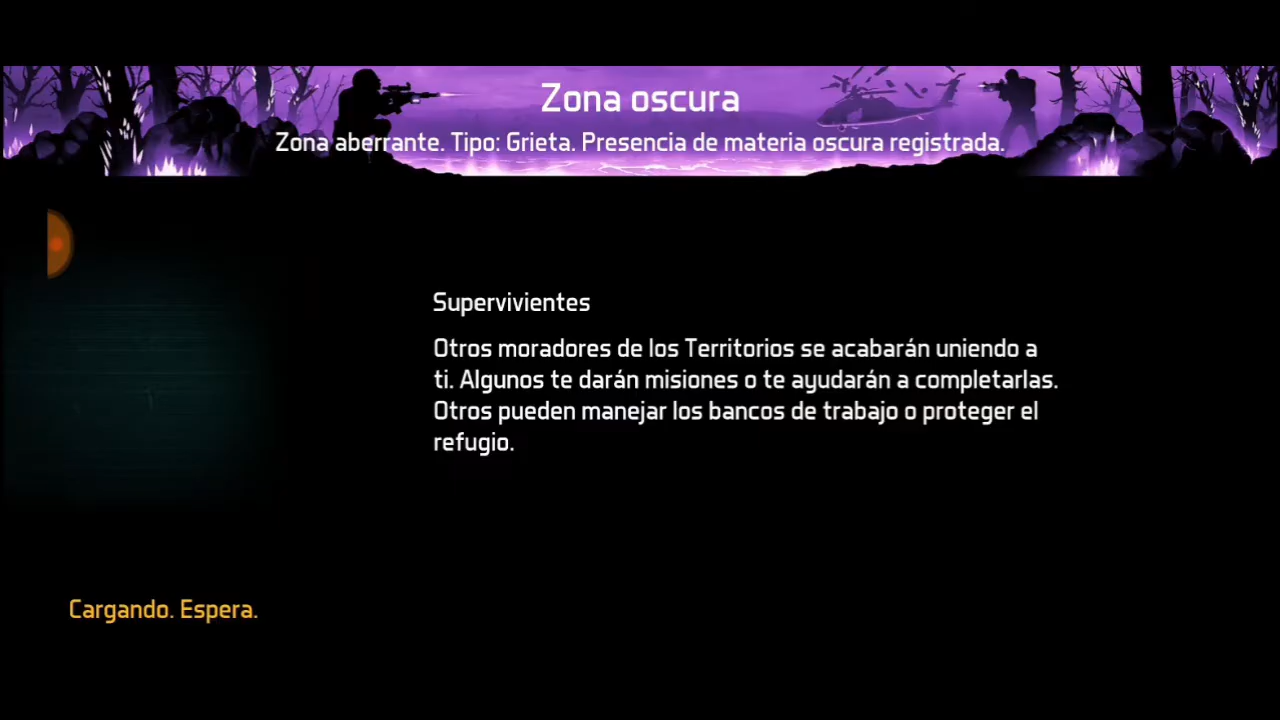 Zona oscura
Zona aberrante. Tipo: Grieta. Presencia de materia oscura registrada.
Supervivientes
Otros moradores de los Territorios se acabarán uniendo a
ti. Algunos te darán misiones o te ayudarán a completarlas.
Otros pueden manejar los bancos de trabajo o proteger el
refugio.
Cargando. Espera.